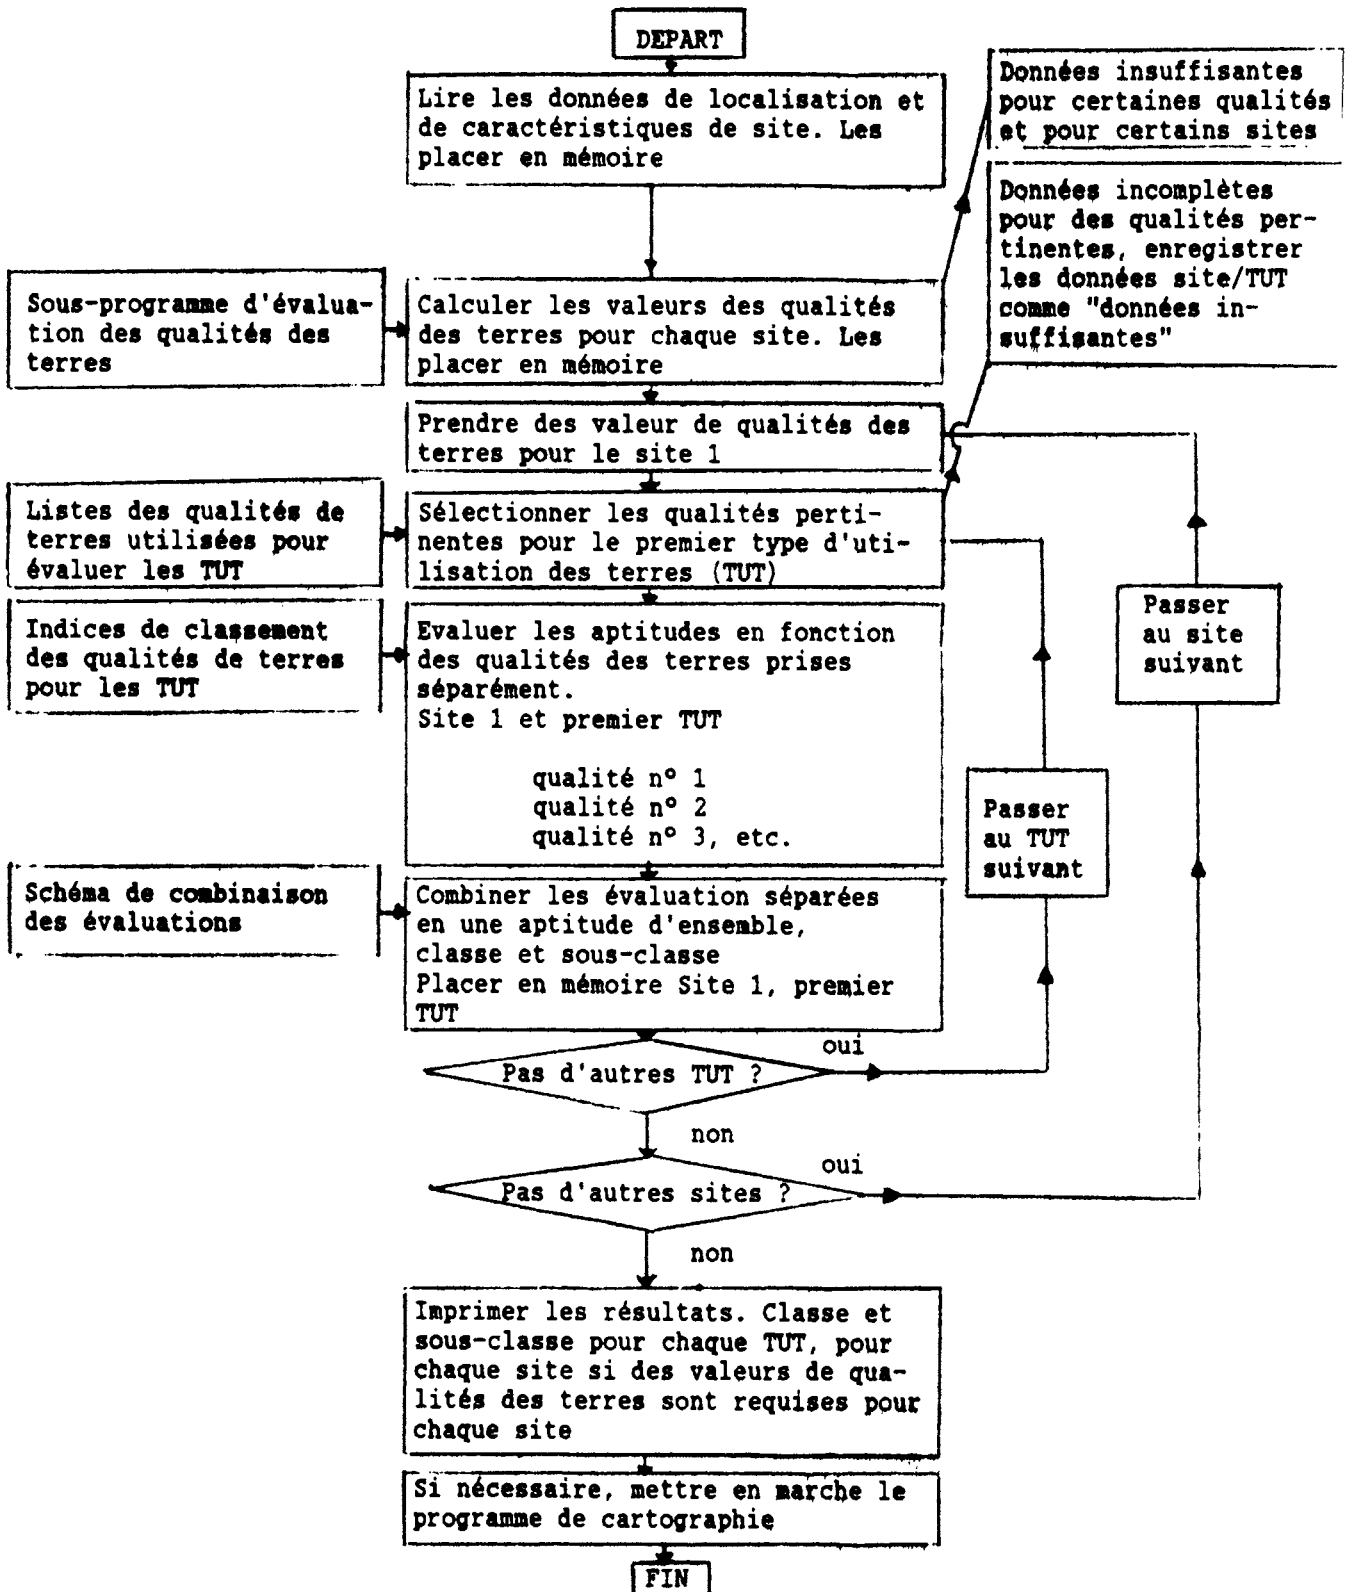 DEPART
Lire les données de localisation et
de caractéristiques de site. Les
placer en mémoire
Données insuffisantes
pour certaines qualités
et pour certains sites
Données incomplètes
pour des qualités per-
tinentes, enregistrer
les données site/TUT
comme "données in-
suffisantes"
Sous-programme d'évalua-
tion des qualités des
terres
Calculer les valeurs des qualités
des terres pour chaque site. Les
placer en mémoire
Prendre des valeur de qualités des
terres pour le site 1
Listes des qualités de
terres utilisées pour
évaluer les TUT
Sélectionner les qualités perti-
nentes pour le premier type d'uti-
lisation des terres (TUT)
Indices de classement
des qualités de terres
pour les TUT
Evaluer les aptitudes en fonction
des qualités des terres prises
séparément.
Site 1 et premier TUT
qualité nº 1
qualité nº 2
qualité nº 3, etc.
Passer
au site
suivant
Passer
au TUT
suivant
Schéma de combinaison
des évaluations
Combiner les évaluation séparées
en une aptitude d'ensemble,
classe et sous-classe
Placer en mémoire Site 1, premier
TUT
oui
Pas d'autres TUT ?
non
oui
Pas d'autres sites ?
non
Imprimer les résultats. Classe et
sous-classe pour chaque TUT, pour
chaque site si des valeurs de qua-
lités des terres sont requises pour
chaque site
Si nécessaire, mettre en marche le
programme de cartographie
FIN